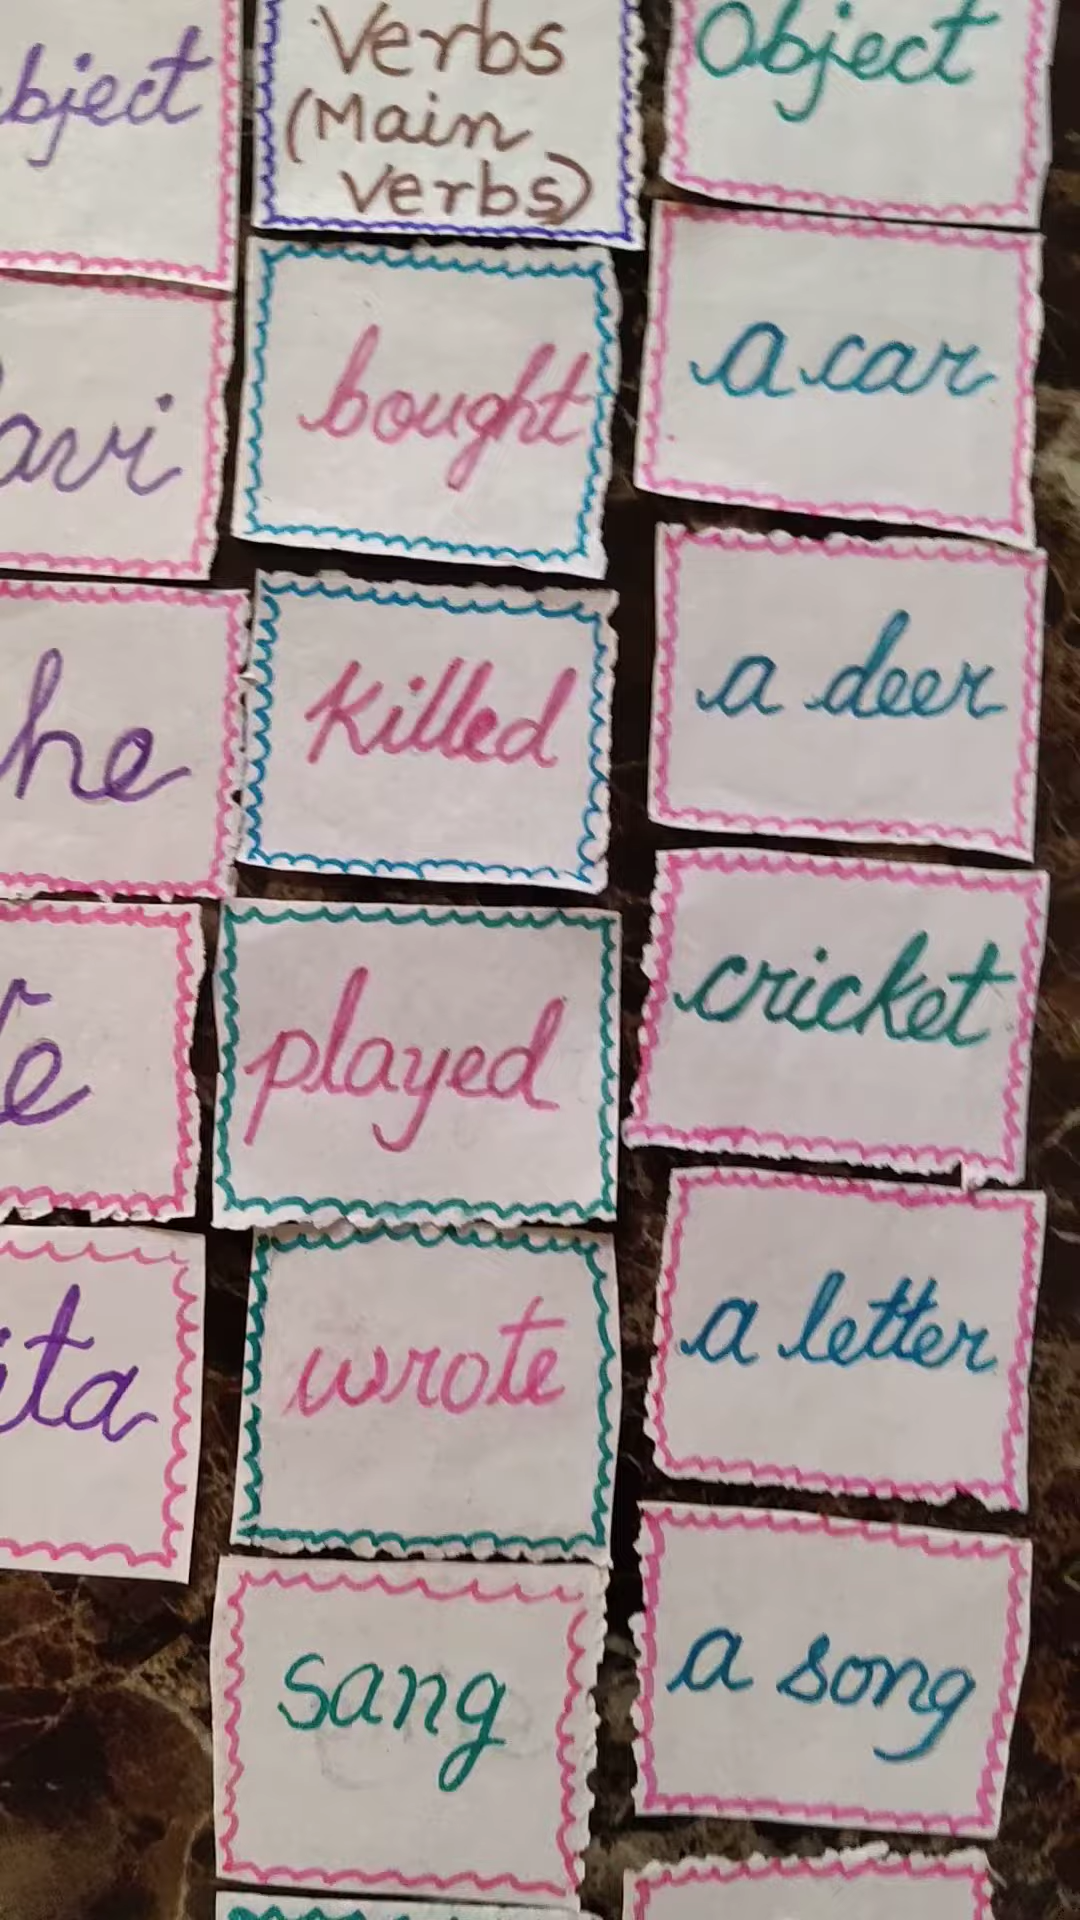 bject
Verbs
(Main
verbs)
Object
avi
bought
a car
he
killed
a deer
e
played
cricket
ita
wrote
a letter
sang
a song